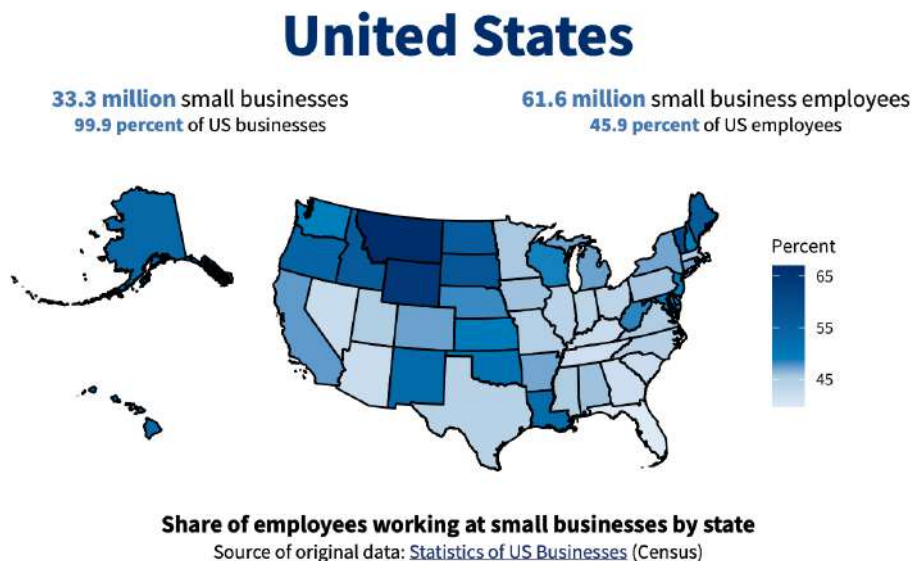 United States
33.3 million small businesses
99.9 percent of US businesses
61.6 million small business employees
45.9 percent of US employees
Percent
65
55
45
Share of employees working at small businesses by state
Source of original data: Statistics of US Businesses (Census)